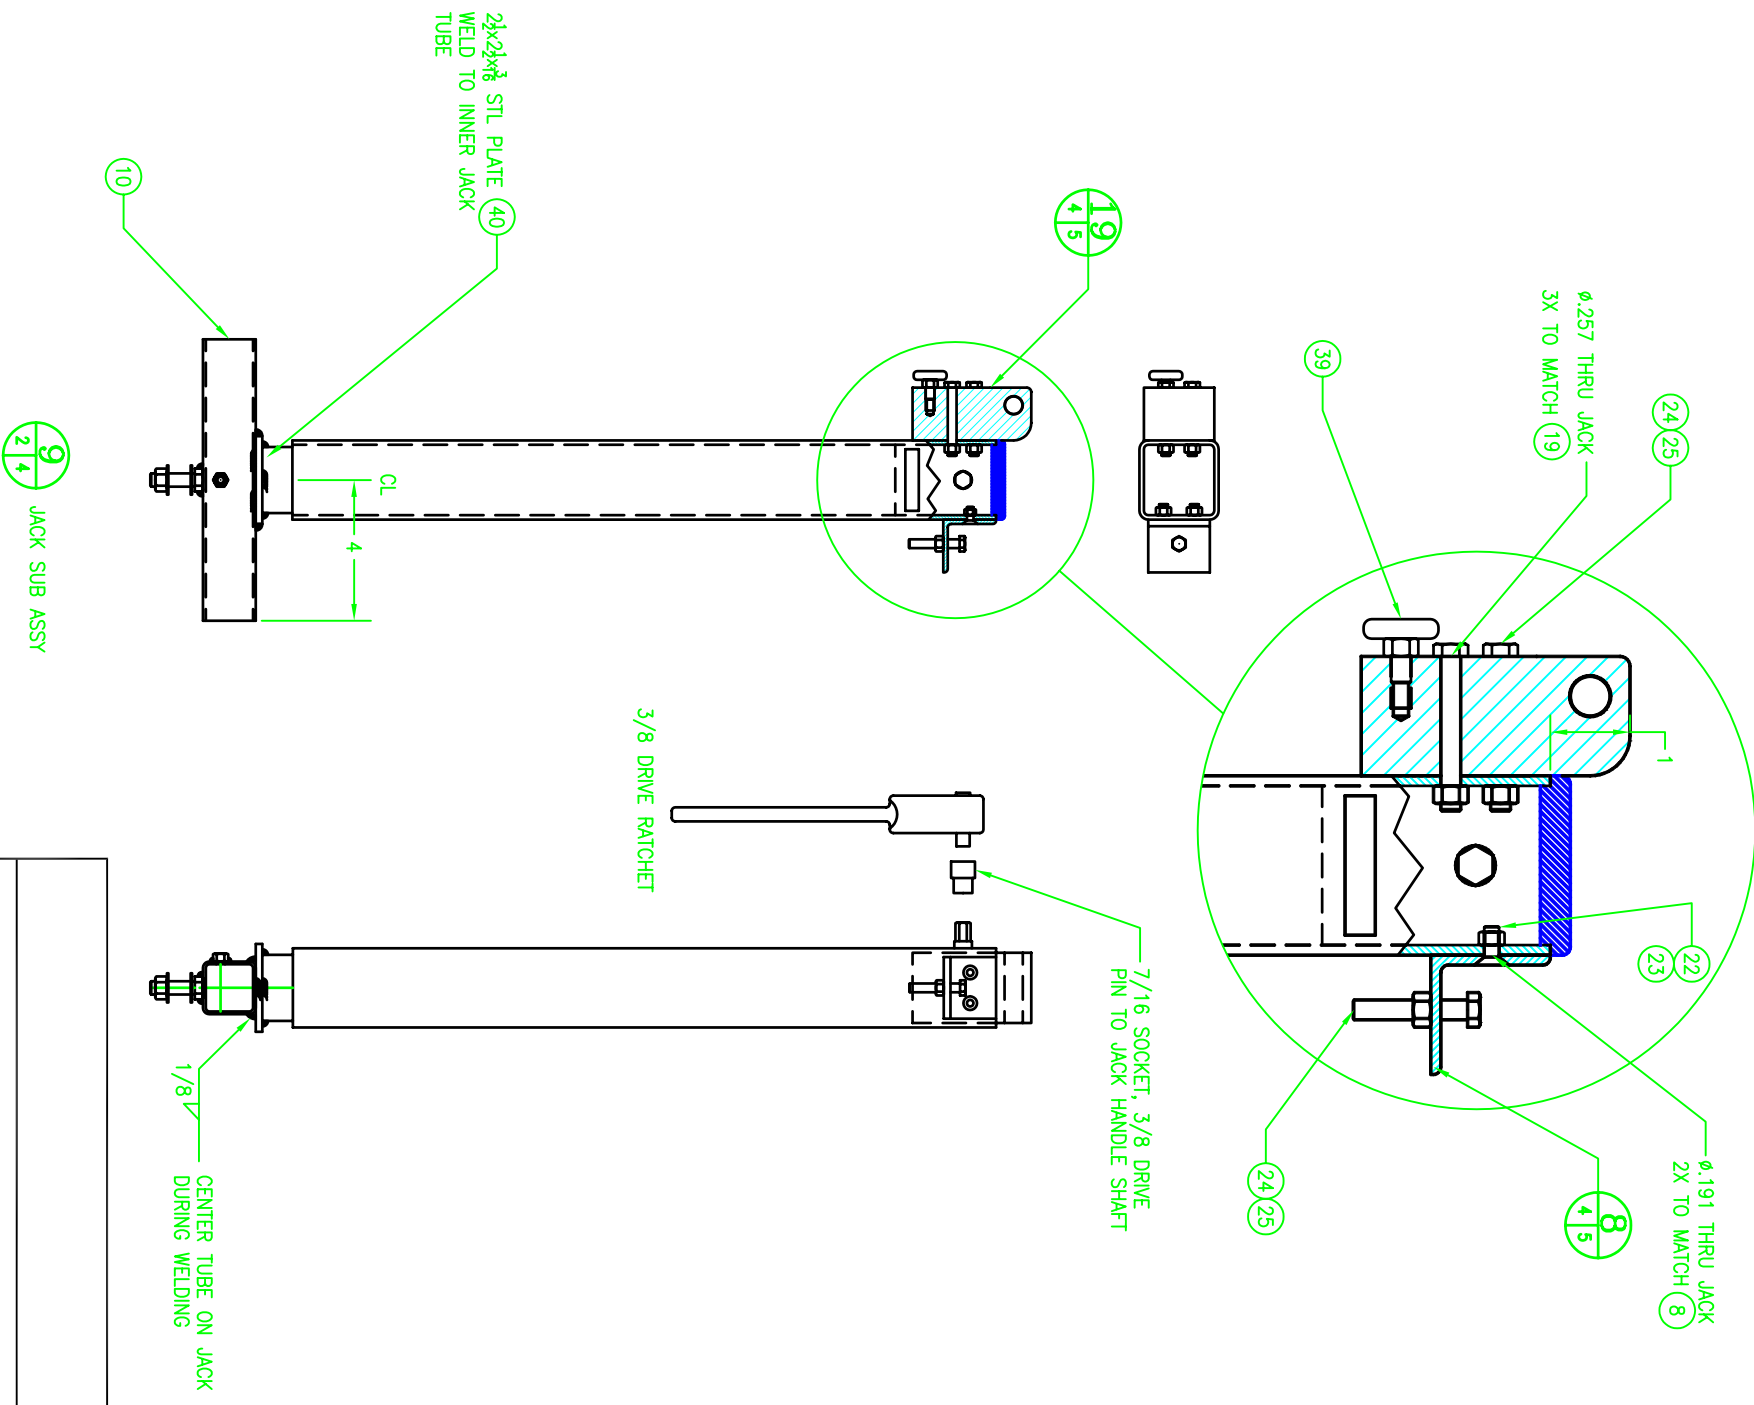 ø.257 THRU JACK
3X TO MATCH 19
24 25
39
1
22
23
ø.191 THRU JACK
2X TO MATCH 8
8
4 5
24 25
19
4 5
7/16 SOCKET, 3/8 DRIVE
PIN TO JACK HANDLE SHAFT
3/8 DRIVE RATCHET
2½x2½x3/16 STL PLATE 40
WELD TO INNER JACK
TUBE
10
CL
4
1/8
CENTER TUBE ON JACK
DURING WELDING
9
2 4
JACK SUB ASSY